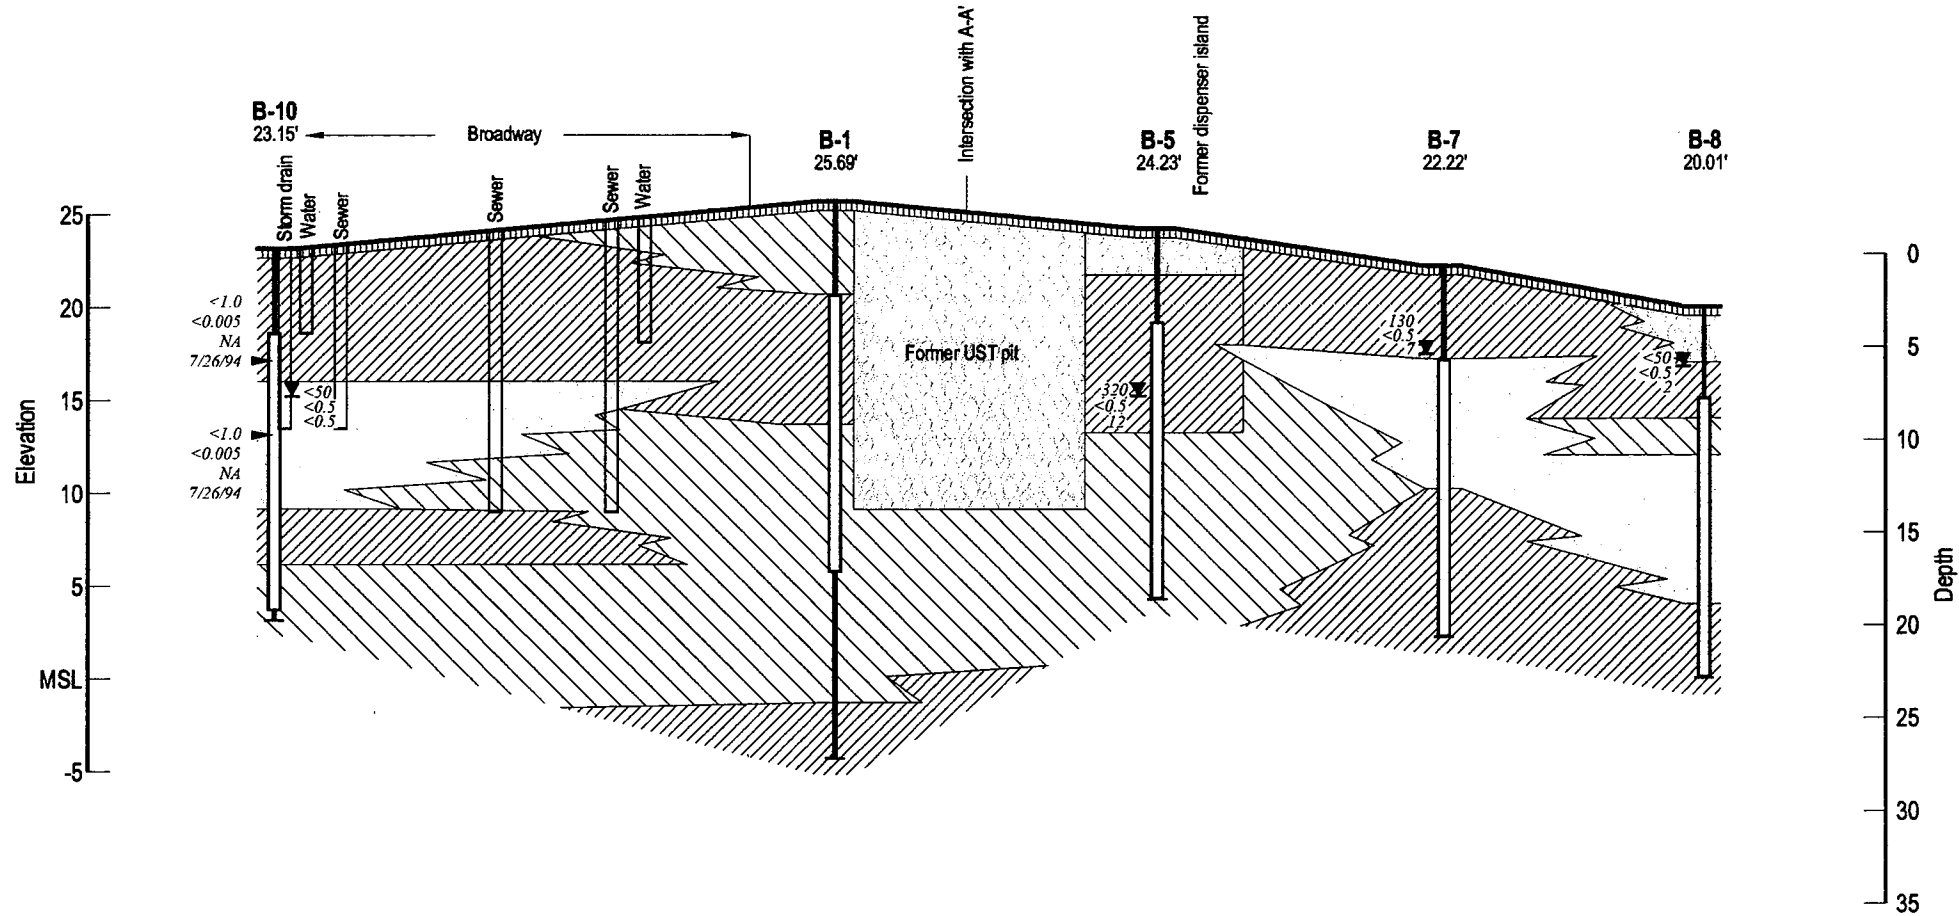 B-10
23.15'
Broadway
B-1
25.69'
Intersection with A-A'
Former dispenser island
B-5
24.23'
B-7
22.22'
B-8
20.01'
Storm drain
Water
Sewer
Sewer
Sewer
Water
25
20
15
10
5
MSL
-5
Elevation
<1.0
<0.005
NA
7/26/94
<50
<0.5
<0.5
<1.0
<0.005
NA
7/26/94
Former UST pit
320
<0.5
12
130
<0.5
7
<50
<0.5
2
0
5
10
15
20
25
30
35
Depth